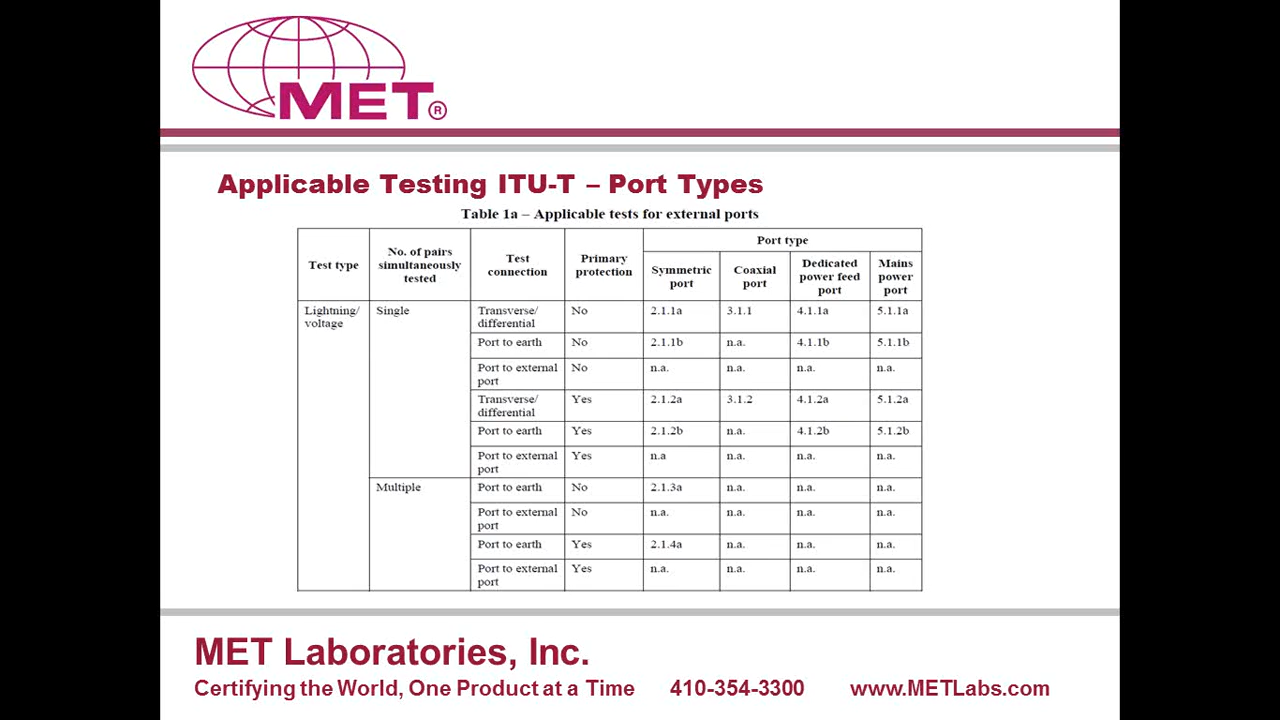 MET®
Applicable Testing ITU-T – Port Types
Table 1a – Applicable tests for external ports
Test type
No. of pairs
simultaneously
tested
Test
connection
Primary
protection
Port type
Symmetric
port
Coaxial
port
Dedicated
power feed
port
Mains
power
port
Lightning/
voltage
Single
Transverse/
differential
No
2.1.1a
3.1.1
4.1.1a
5.1.1a
Port to earth
No
2.1.1b
n.a.
4.1.1b
5.1.1b
Port to external
port
No
n.a.
n.a.
n.a.
n.a.
Transverse/
differential
Yes
2.1.2a
3.1.2
4.1.2a
5.1.2a
Port to earth
Yes
2.1.2b
n.a.
4.1.2b
5.1.2b
Port to external
port
Yes
n.a
n.a.
n.a.
n.a.
Multiple
Port to earth
No
2.1.3a
n.a.
n.a.
n.a.
Port to external
port
No
n.a.
n.a.
n.a.
n.a.
Port to earth
Yes
2.1.4a
n.a.
n.a.
n.a.
Port to external
port
Yes
n.a.
n.a.
n.a.
n.a.
MET Laboratories, Inc.
Certifying the World, One Product at a Time 410-354-3300 www.METLabs.com